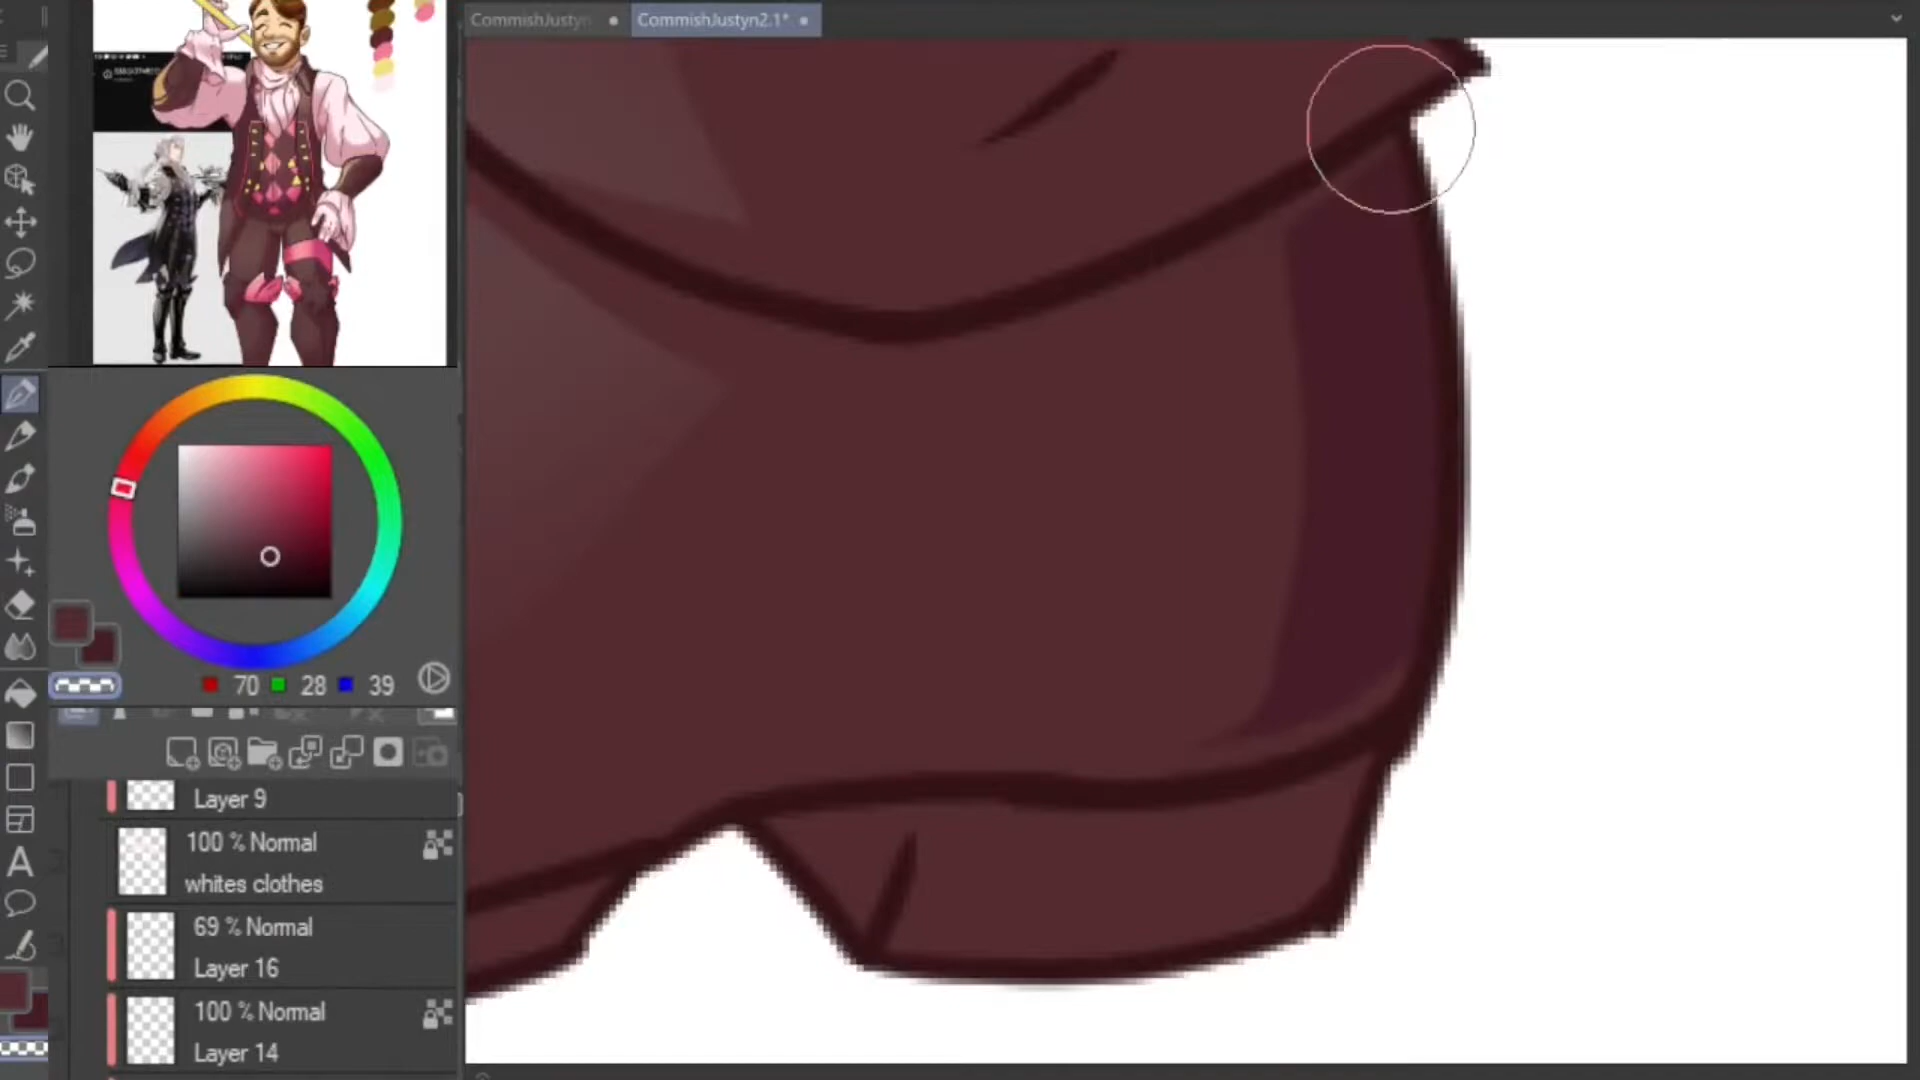 CommishJustyn
CommishJustyn2.1*
70 28 39
Layer 9
100 % Normal
whites clothes
69 % Normal
Layer 16
100 % Normal
Layer 14